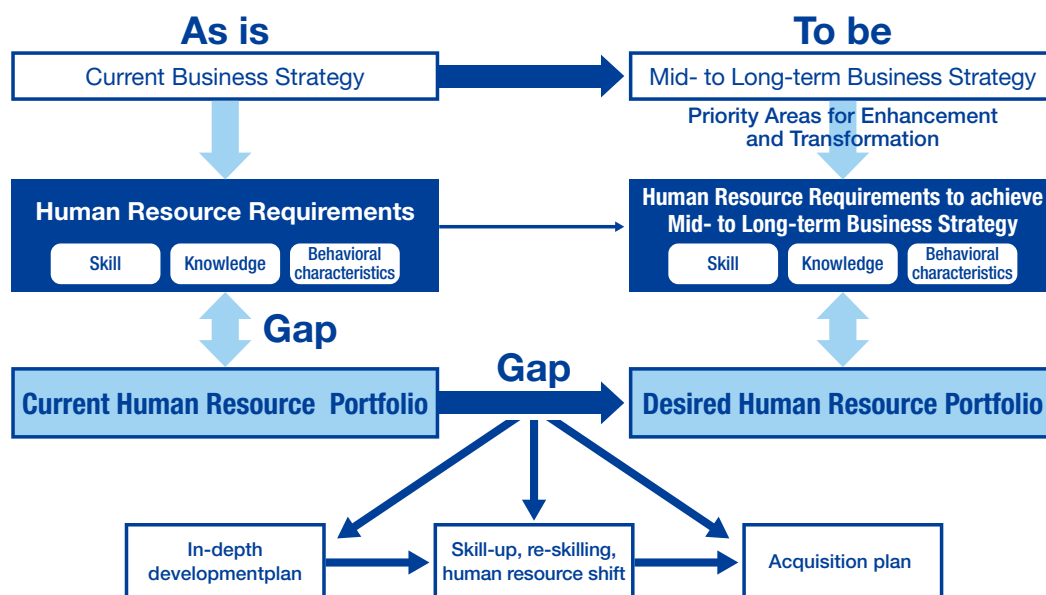 As is
To be
Current Business Strategy
Mid- to Long-term Business Strategy
Priority Areas for Enhancement
and Transformation
Human Resource Requirements
Skill
Knowledge
Behavioral
characteristics
Human Resource Requirements to achieve
Mid- to Long-term Business Strategy
Skill
Knowledge
Behavioral
characteristics
Gap
Gap
Current Human Resource Portfolio
Desired Human Resource Portfolio
In-depth
developmentplan
Skill-up, re-skilling,
human resource shift
Acquisition plan